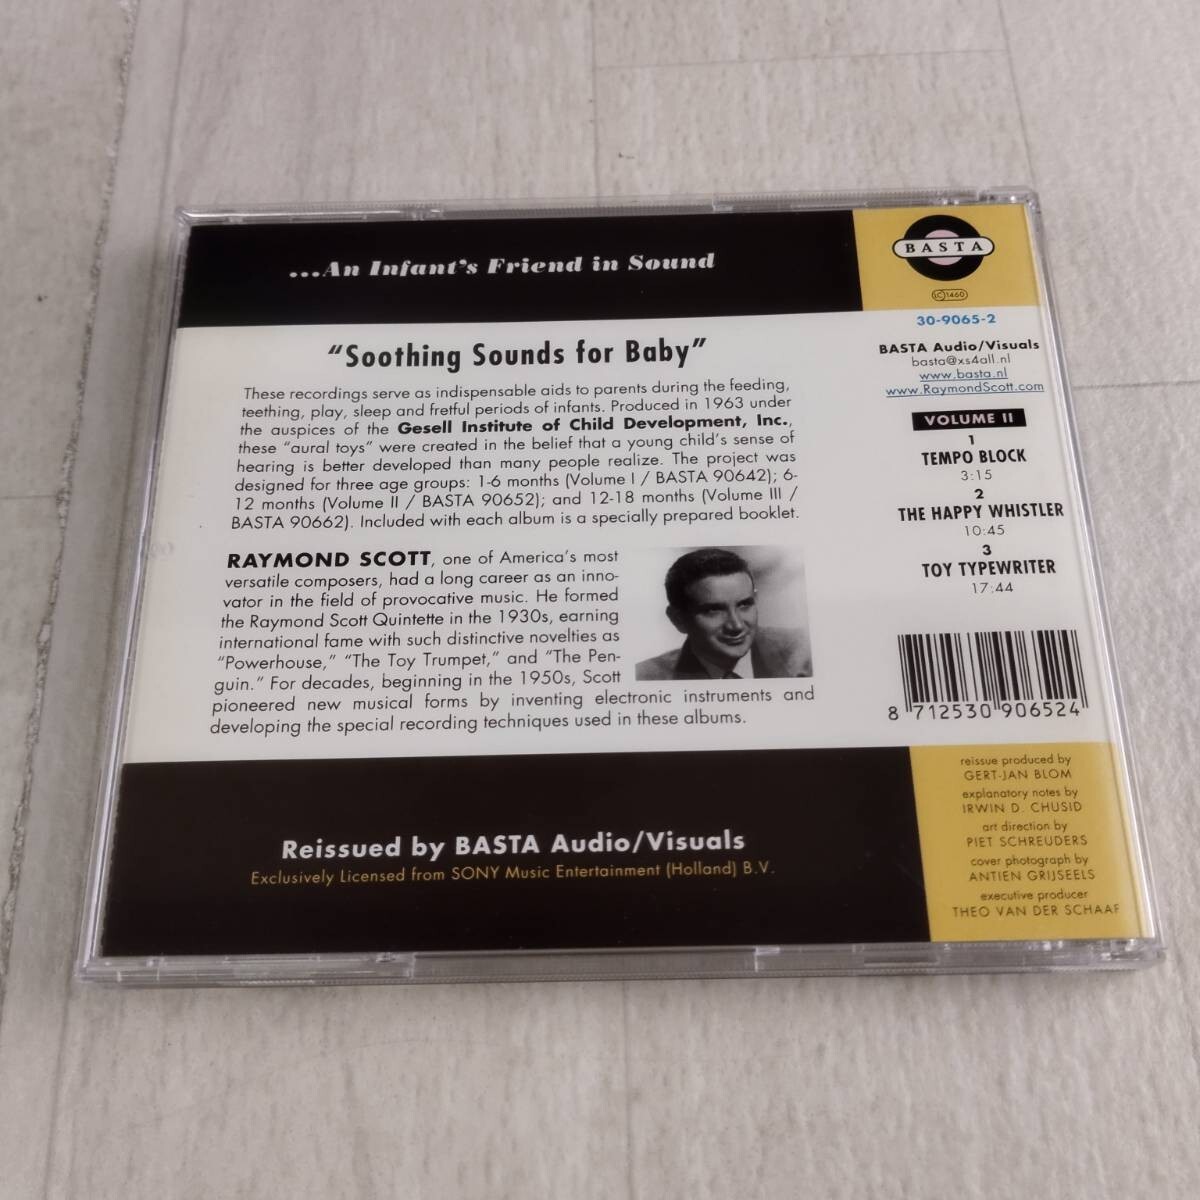 ...An Infant's Friend in Sound
"Soothing Sounds for Baby"
These recordings serve as indispensable aids to parents during the feeding,
teething, play, sleep and fretful periods of infants. Produced in 1963 under
the auspices of the Gesell Institute of Child Development, Inc.,
these "aural toys" were created in the belief that a young child's sense of
hearing is better developed than many people realize. The project was
designed for three age groups: 1-6 months (Volume I / BASTA 90642); 6-
12 months (Volume II / BASTA 90652); and 12-18 months (Volume III /
BASTA 90662). Included with each album is a specially prepared booklet.
RAYMOND SCOTT, one of America's most
versatile composers, had a long career as an inno-
vator in the field of provocative music. He formed
the Raymond Scott Quintette in the 1930s, earning
international fame with such distinctive novelties as
"Powerhouse," "The Toy Trumpet," and "The Pen-
guin." For decades, beginning in the 1950s, Scott
pioneered new musical forms by inventing electronic instruments and
developing the special recording techniques used in these albums.
Reissued by BASTA Audio/Visuals
Exclusively Licensed from SONY Music Entertainment (Holland) B.V.
BASTA
LC 1460
30-9065-2
BASTA Audio/Visuals
basta@xs4all.nl
www.basta.nl
www.RaymondScott.com
VOLUME II
1
TEMPO BLOCK
3:15
2
THE HAPPY WHISTLER
10:45
3
TOY TYPEWRITER
17:44
8 712530 906524
reissue produced by
GERT-JAN BLOM
explanatory notes by
IRWIN D. CHUSID
art direction by
PIET SCHREUDERS
cover photograph by
ANTIEN GRIJSEELS
executive producer
THEO VAN DER SCHAAF